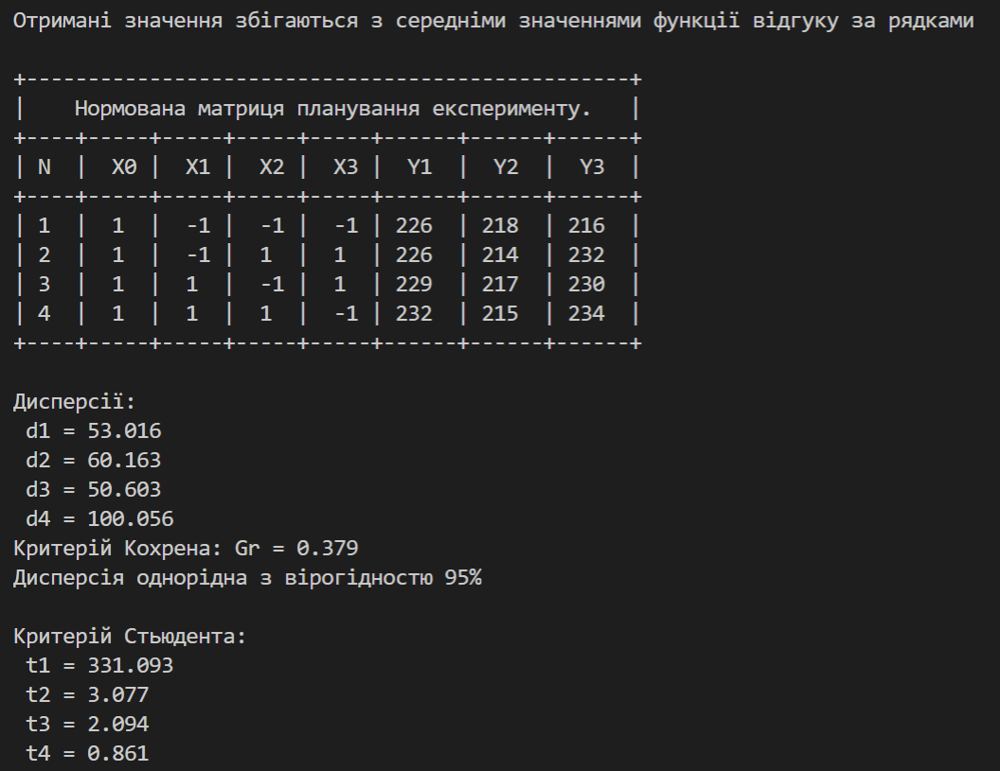 Отримані значення збігаються з середніми значеннями функції відгуку за рядками
+-------------------------------------------------+
|    Нормована матриця планування експерименту.   |
+----+-----+-----+-----+-----+------+------+------+
| N  |  X0 |  X1 |  X2 |  X3 |  Y1  |  Y2  |  Y3  |
+----+-----+-----+-----+-----+------+------+------+
| 1  |  1  |  -1 |  -1 |  -1 | 226  | 218  | 216  |
| 2  |  1  |  -1 |  1  |  1  | 226  | 214  | 232  |
| 3  |  1  |  1  |  -1 |  1  | 229  | 217  | 230  |
| 4  |  1  |  1  |  1  |  -1 | 232  | 215  | 234  |
+----+-----+-----+-----+-----+------+------+------+
Дисперсії:
d1 = 53.016
d2 = 60.163
d3 = 50.603
d4 = 100.056
Критерій Кохрена: Gr = 0.379
Дисперсія однорідна з вірогідностю 95%
Критерій Стьюдента:
t1 = 331.093
t2 = 3.077
t3 = 2.094
t4 = 0.861